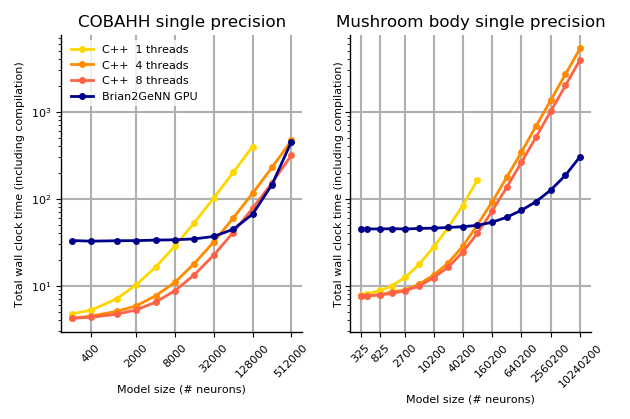 COBAHH single precision
Mushroom body single precision
C++ 1 threads
C++ 4 threads
C++ 8 threads
Brian2GeNN GPU
Total wall clock time (including compilation)
10³
10²
10¹
400
2000
8000
32000
128000
512000
Model size (# neurons)
Total wall clock time (including compilation)
10³
10²
10¹
325
825
2700
10200
40200
160200
640200
2560200
10240200
Model size (# neurons)